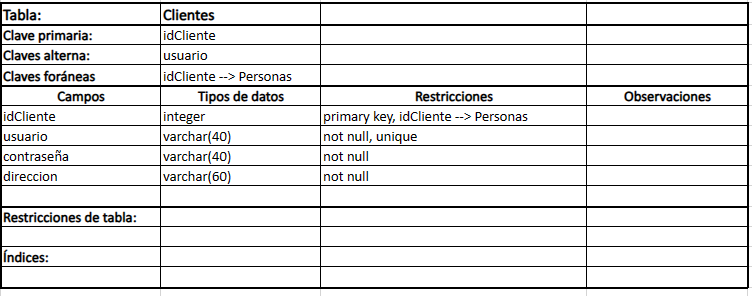 Tabla: Clientes
Clave primaria: idCliente
Claves alterna: usuario
Claves foráneas idCliente --> Personas
Campos Tipos de datos Restricciones Observaciones
idCliente integer primary key, idCliente --> Personas
usuario varchar(40) not null, unique
contraseña varchar(40) not null
direccion varchar(60) not null
Restricciones de tabla:
Índices: